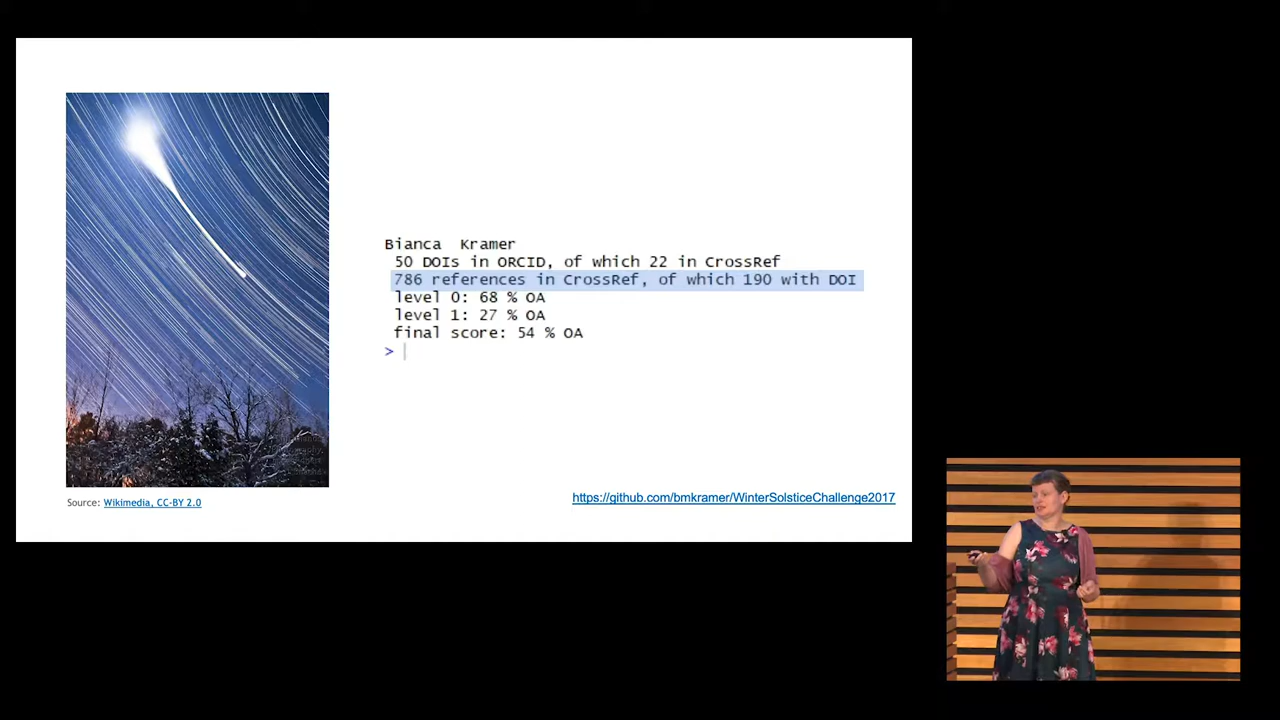 Bianca Kramer
50 DOIs in ORCID, of which 22 in CrossRef
786 references in CrossRef, of which 190 with DOI
level 0: 68 % OA
level 1: 27 % OA
final score: 54 % OA
>
Source: Wikimedia, CC-BY 2.0
https://github.com/bmkramer/WinterSolsticeChallenge2017